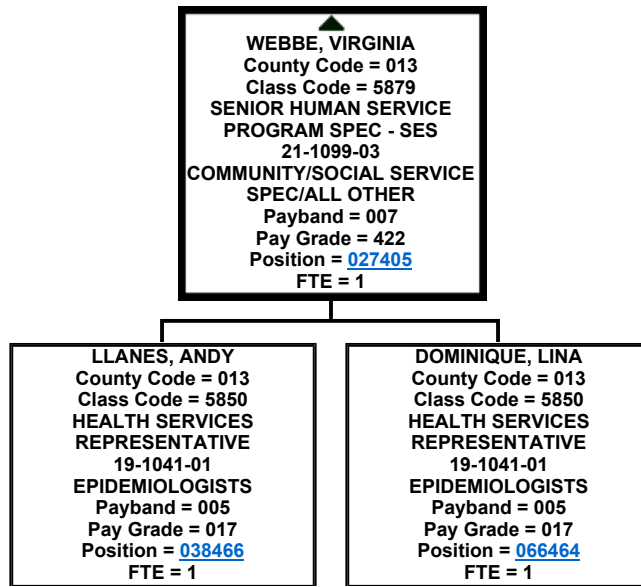 WEBBE, VIRGINIA
County Code = 013
Class Code = 5879
SENIOR HUMAN SERVICE
PROGRAM SPEC - SES
21-1099-03
COMMUNITY/SOCIAL SERVICE
SPEC/ALL OTHER
Payband = 007
Pay Grade = 422
Position = 027405
FTE = 1
LLANES, ANDY
County Code = 013
Class Code = 5850
HEALTH SERVICES
REPRESENTATIVE
19-1041-01
EPIDEMIOLOGISTS
Payband = 005
Pay Grade = 017
Position = 038466
FTE = 1
DOMINIQUE, LINA
County Code = 013
Class Code = 5850
HEALTH SERVICES
REPRESENTATIVE
19-1041-01
EPIDEMIOLOGISTS
Payband = 005
Pay Grade = 017
Position = 066464
FTE = 1